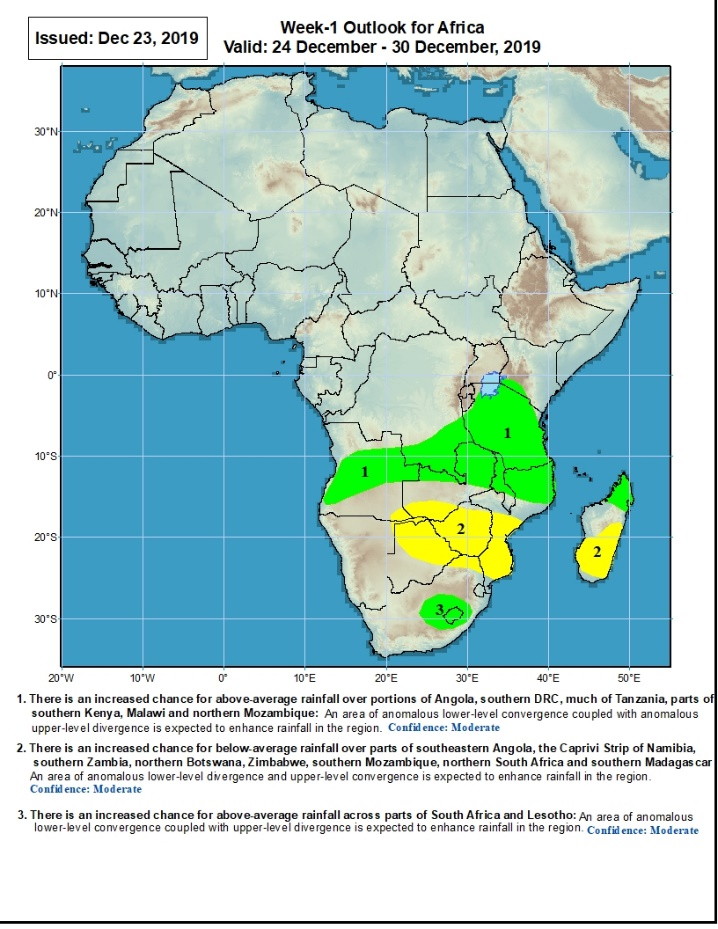 Issued: Dec 23, 2019
Week-1 Outlook for Africa
Valid: 24 December - 30 December, 2019
30°N
20°N
10°N
0°
10°S
20°S
30°S
1
1
2
2
3
20°W
10°W
0°
10°E
20°E
30°E
40°E
50°E
1. There is an increased chance for above-average rainfall over portions of Angola, southern DRC, much of Tanzania, parts of
southern Kenya, Malawi and northern Mozambique: An area of anomalous lower-level convergence coupled with anomalous
upper-level divergence is expected to enhance rainfall in the region. Confidence: Moderate
2. There is an increased chance for below-average rainfall over parts of southeastern Angola, the Caprivi Strip of Namibia,
southern Zambia, northern Botswana, Zimbabwe, southern Mozambique, northern South Africa and southern Madagascar
An area of anomalous lower-level divergence and upper-level convergence is expected to enhance rainfall in the region.
Confidence: Moderate
3. There is an increased chance for above-average rainfall across parts of South Africa and Lesotho: An area of anomalous
lower-level convergence coupled with upper-level divergence is expected to enhance rainfall in the region. Confidence: Moderate